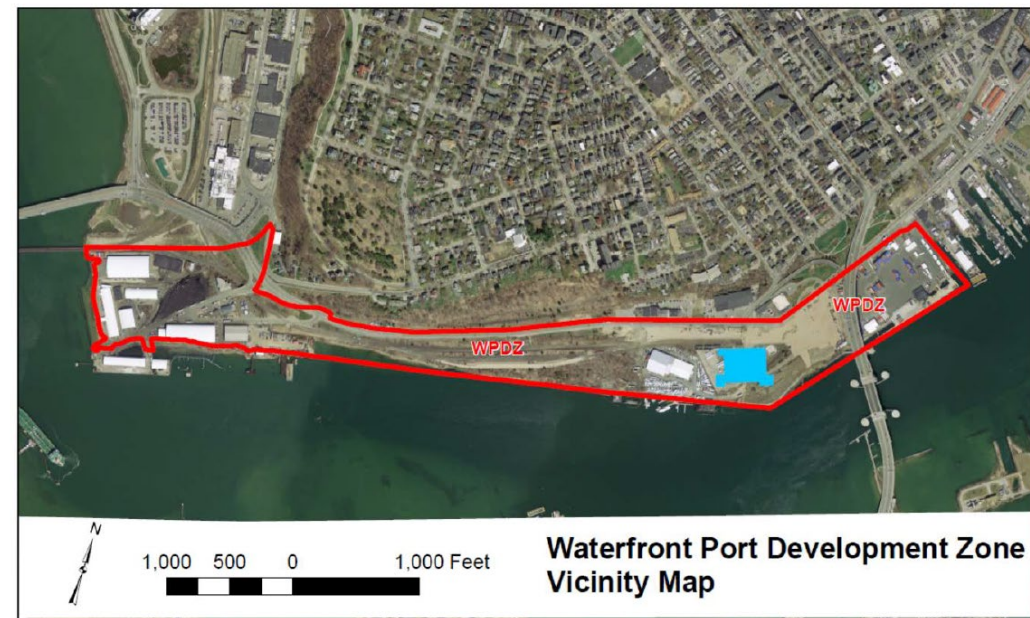 WPDZ
WPDZ
N
1,000 500 0 1,000 Feet
Waterfront Port Development Zone
Vicinity Map